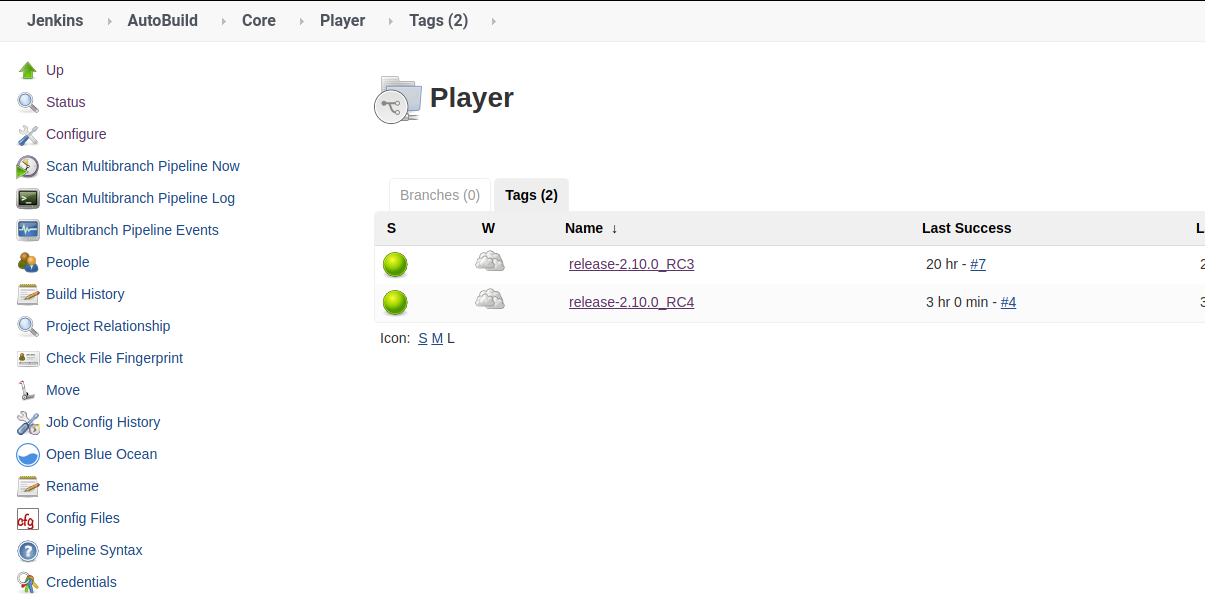 Jenkins AutoBuild Core Player Tags (2)
Up
Status
Configure
Scan Multibranch Pipeline Now
Scan Multibranch Pipeline Log
Multibranch Pipeline Events
People
Build History
Project Relationship
Check File Fingerprint
Move
Job Config History
Open Blue Ocean
Rename
cfg Config Files
Pipeline Syntax
Credentials
Player
Branches (0) Tags (2)
S W Name ↓ Last Success L
release-2.10.0_RC3 20 hr - #7 2
release-2.10.0_RC4 3 hr 0 min - #4 3
Icon: S M L